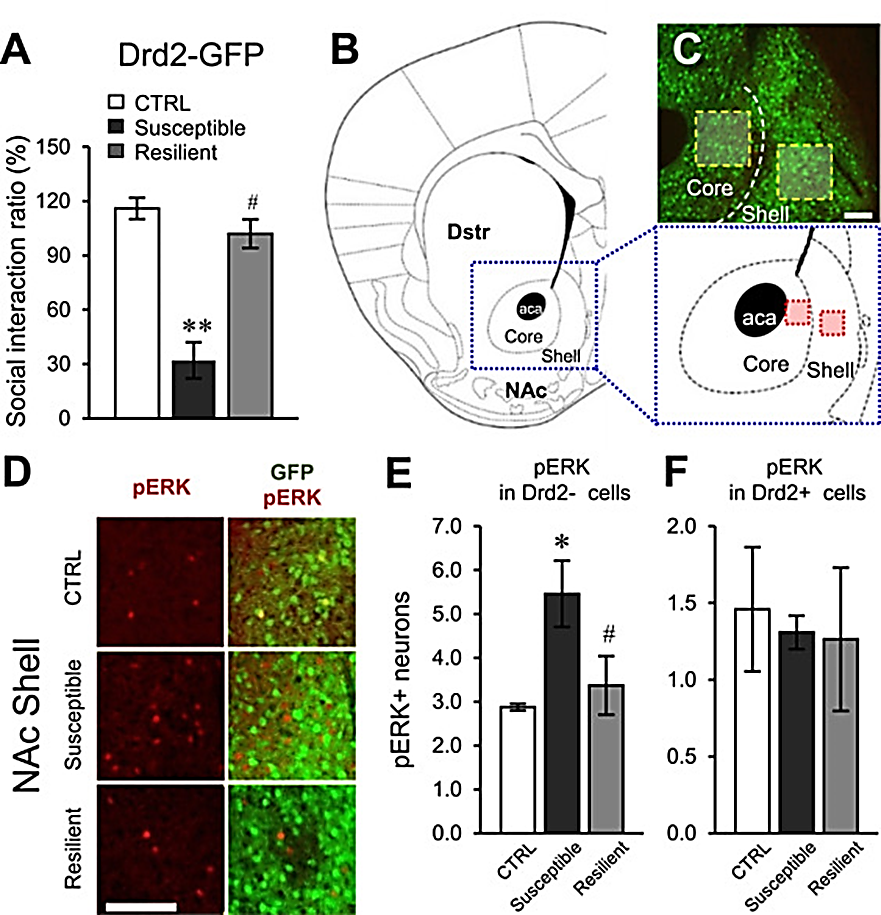 A
Drd2-GFP
CTRL
Susceptible
Resilient
Social interaction ratio (%)
150
120
90
60
30
0
**
#
B
Dstr
aca
Core
Shell
NAc
C
Core
Shell
aca
Core
Shell
D
pERK
GFP
pERK
NAc Shell
CTRL
Susceptible
Resilient
E
pERK
in Drd2- cells
pERK+ neurons
7.0
6.0
5.0
4.0
3.0
2.0
1.0
0.0
*
#
CTRL
Susceptible
Resilient
F
pERK
in Drd2+ cells
2.0
1.5
1.0
0.5
0.0
CTRL
Susceptible
Resilient